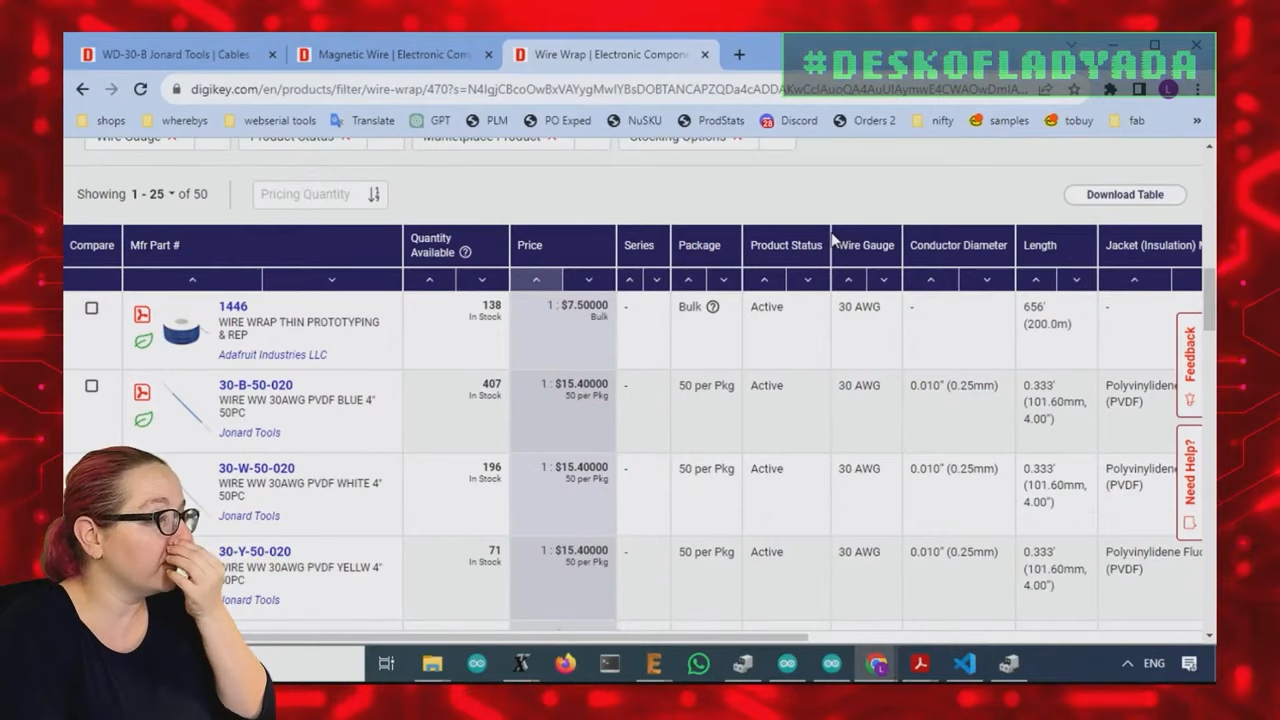 WD-30-B Jonard Tools | Cables
Magnetic Wire | Electronic Com
Wire Wrap | Electronic Compon
#DESKOFLADYADA
digikey.com/en/products/filter/wire-wrap/470?s=
shops
wherebys
webserial tools
Translate
GPT
PLM
PO Exped
NuSKU
ProdStats
Discord
Orders 2
nifty
samples
tobuy
fab
Showing 1 - 25 of 50
Pricing Quantity
Download Table
Compare
Mfr Part #
Quantity
Available
Price
Series
Package
Product Status
Wire Gauge
Conductor Diameter
Length
Jacket (Insulation) M
1446
WIRE WRAP THIN PROTOTYPING
& REP
Adafruit Industries LLC
138
In Stock
1 : $7.50000
Bulk
-
Bulk
Active
30 AWG
-
656'
(200.0m)
-
30-B-50-020
WIRE WW 30AWG PVDF BLUE 4"
50PC
Jonard Tools
407
In Stock
1 : $15.40000
50 per Pkg
-
50 per Pkg
Active
30 AWG
0.010" (0.25mm)
0.333'
(101.60mm,
4.00")
Polyvinylidene
(PVDF)
30-W-50-020
WIRE WW 30AWG PVDF WHITE 4"
50PC
Jonard Tools
196
In Stock
1 : $15.40000
50 per Pkg
-
50 per Pkg
Active
30 AWG
0.010" (0.25mm)
0.333'
(101.60mm,
4.00")
Polyvinylidene
(PVDF)
30-Y-50-020
WIRE WW 30AWG PVDF YELLW 4"
50PC
Jonard Tools
71
In Stock
1 : $15.40000
50 per Pkg
-
50 per Pkg
Active
30 AWG
0.010" (0.25mm)
0.333'
(101.60mm,
4.00")
Polyvinylidene Fluo
(PVDF)
Feedback
Need Help?
ENG